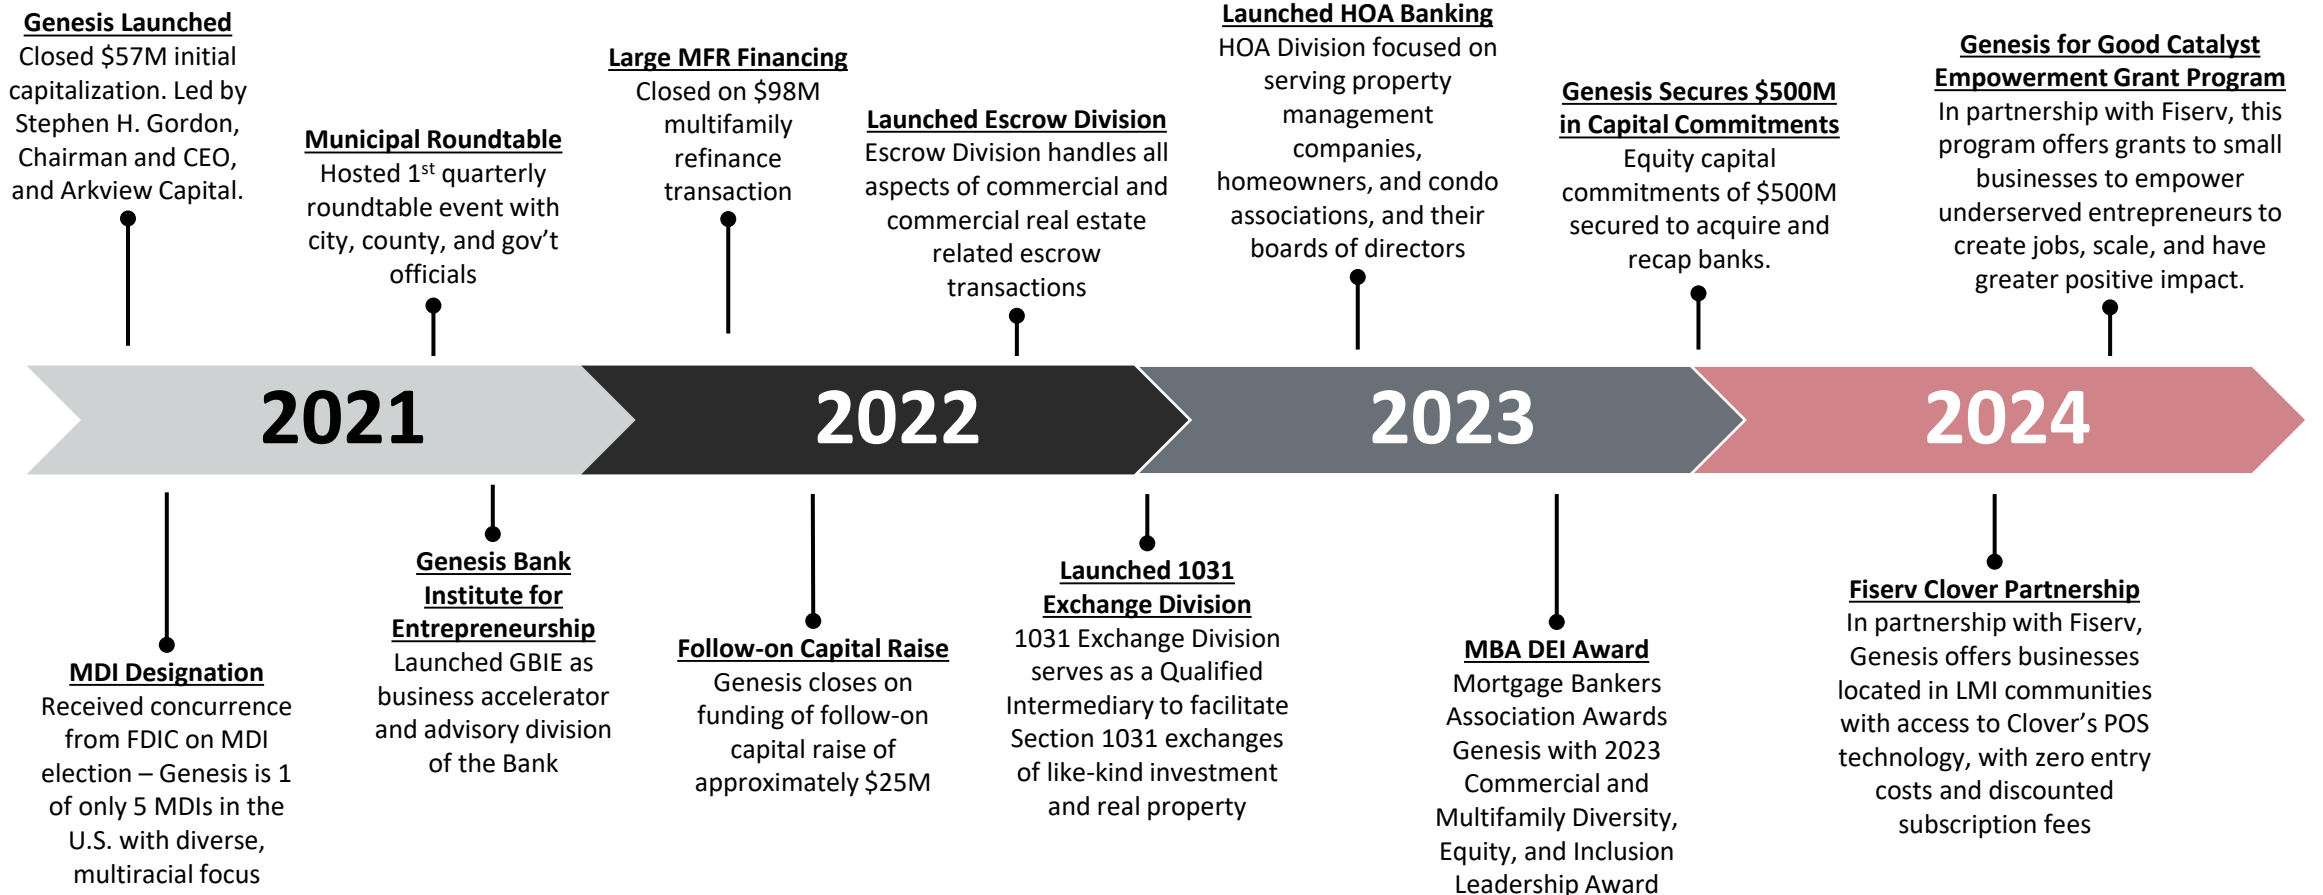 Genesis Launched
Closed $57M initial
capitalization. Led by
Stephen H. Gordon,
Chairman and CEO,
and Arkview Capital.
Municipal Roundtable
Hosted 1st quarterly
roundtable event with
city, county, and gov’t
officials
Large MFR Financing
Closed on $98M
multifamily
refinance
transaction
Launched Escrow Division
Escrow Division handles all
aspects of commercial and
commercial real estate
related escrow
transactions
Launched HOA Banking
HOA Division focused on
serving property
management
companies,
homeowners, and condo
associations, and their
boards of directors
Genesis Secures $500M
in Capital Commitments
Equity capital
commitments of $500M
secured to acquire and
recap banks.
Genesis for Good Catalyst
Empowerment Grant Program
In partnership with Fiserv, this
program offers grants to small
businesses to empower
underserved entrepreneurs to
create jobs, scale, and have
greater positive impact.
2021
2022
2023
2024
MDI Designation
Received concurrence
from FDIC on MDI
election – Genesis is 1
of only 5 MDIs in the
U.S. with diverse,
multiracial focus
Genesis Bank
Institute for
Entrepreneurship
Launched GBIE as
business accelerator
and advisory division
of the Bank
Follow-on Capital Raise
Genesis closes on
funding of follow-on
capital raise of
approximately $25M
Launched 1031
Exchange Division
1031 Exchange Division
serves as a Qualified
Intermediary to facilitate
Section 1031 exchanges
of like-kind investment
and real property
MBA DEI Award
Mortgage Bankers
Association Awards
Genesis with 2023
Commercial and
Multifamily Diversity,
Equity, and Inclusion
Leadership Award
Fiserv Clover Partnership
In partnership with Fiserv,
Genesis offers businesses
located in LMI communities
with access to Clover’s POS
technology, with zero entry
costs and discounted
subscription fees